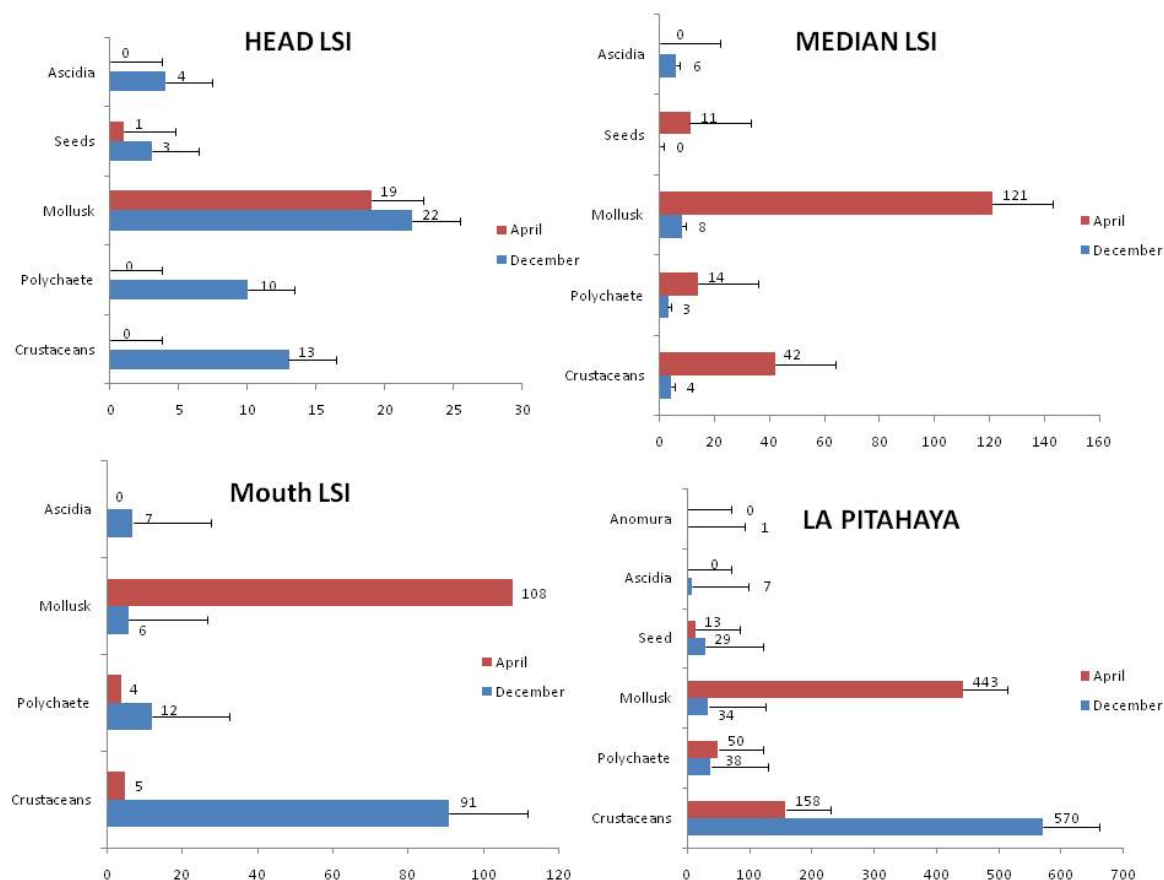 HEAD LSI
Ascidia
0
4
Seeds
1
3
Mollusk
19
22
Polychaete
0
10
Crustaceans
0
13
April
December
0 5 10 15 20 25 30
MEDIAN LSI
Ascidia
0
6
Seeds
11
0
Mollusk
121
8
Polychaete
14
3
Crustaceans
42
4
April
December
0 20 40 60 80 100 120 140 160
Mouth LSI
Ascidia
0
7
Mollusk
108
6
Polychaete
4
12
Crustaceans
5
91
April
December
0 20 40 60 80 100 120
LA PITAHAYA
Anomura
0
1
Ascidia
0
7
Seed
13
29
Mollusk
443
34
Polychaete
50
38
Crustaceans
158
570
April
December
0 100 200 300 400 500 600 700